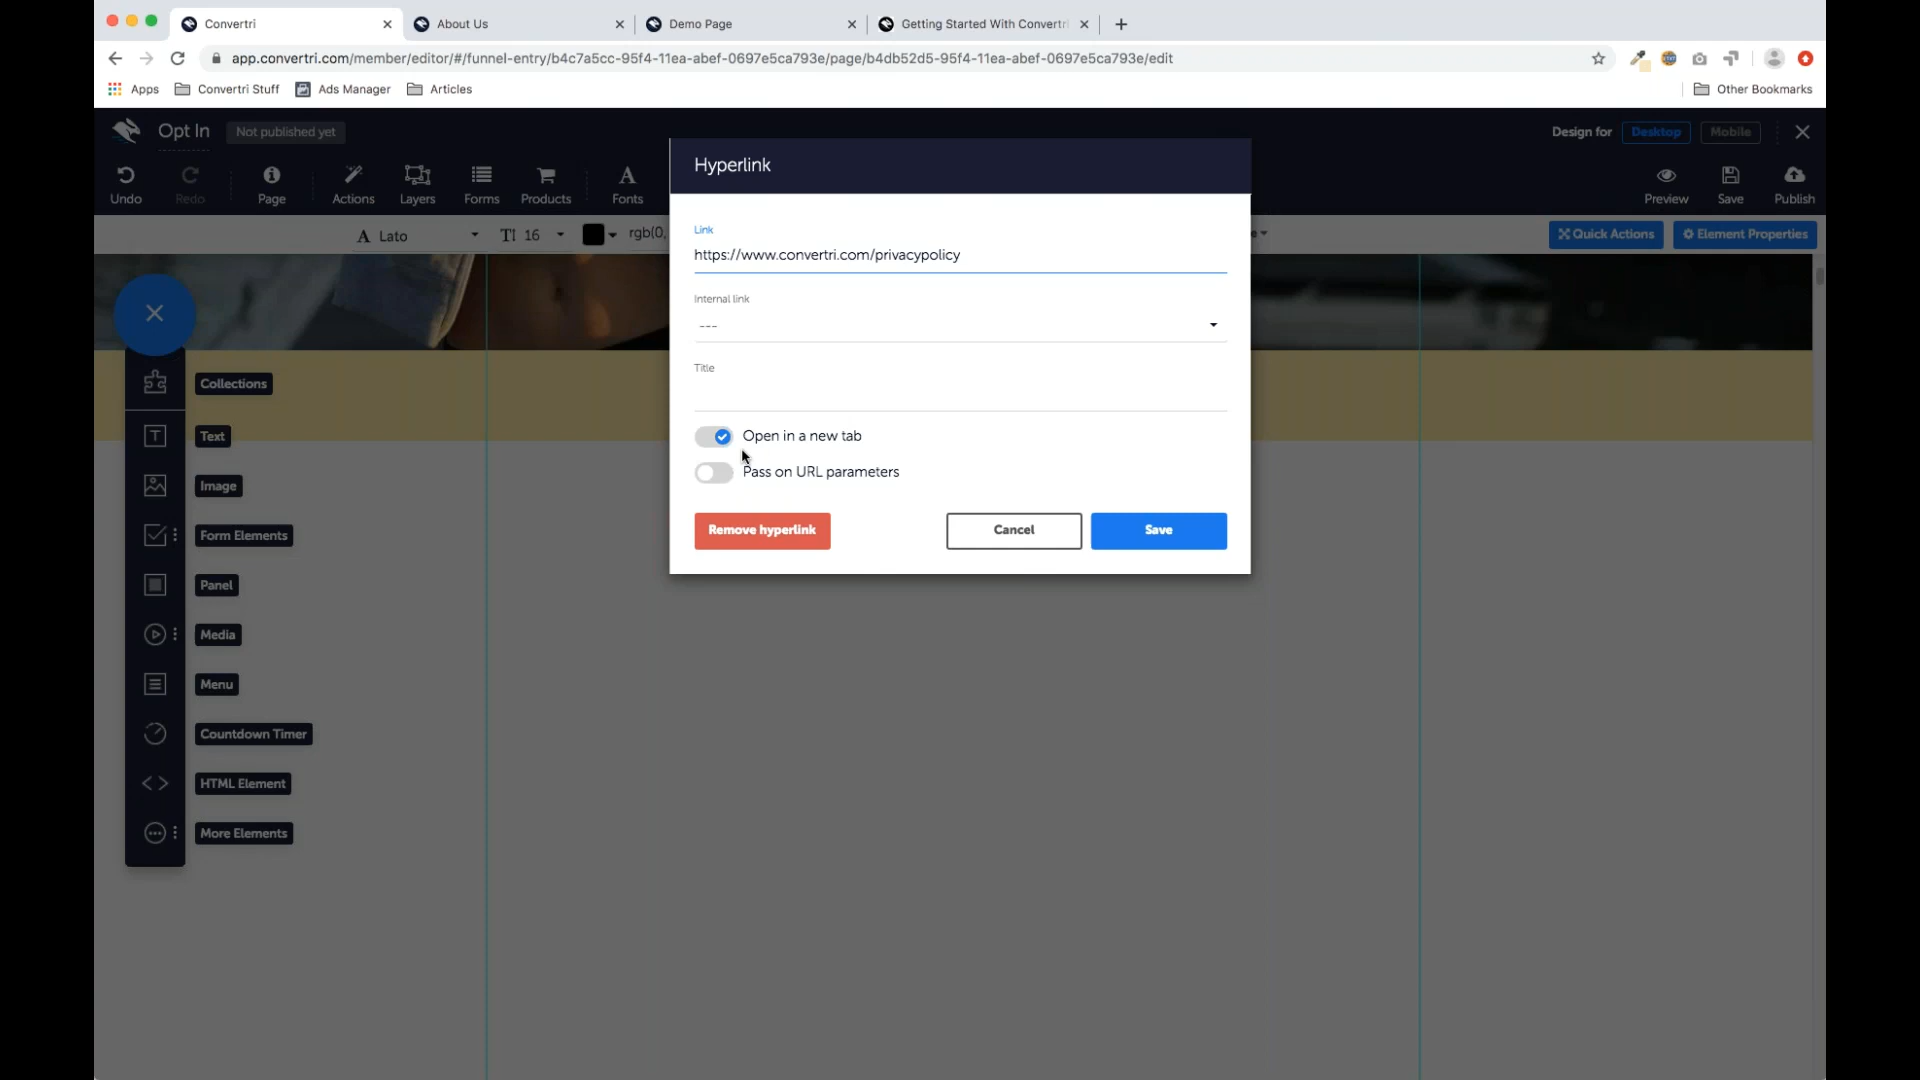 Convertri
About Us
Demo Page
Getting Started With Convertri
app.convertri.com/member/editor/#/funnel-entry/b4c7a5cc-95f4-11ea-abef-0697e5ca793e/page/b4db52d5-95f4-11ea-abef-0697e5ca793e/edit
Apps
Convertri Stuff
Ads Manager
Articles
Other Bookmarks
Opt In
Not published yet
Design for
Desktop
Mobile
Undo
Redo
Page
Actions
Layers
Forms
Products
Fonts
Preview
Save
Publish
Lato
16
rgb(0,
e
Quick Actions
Element Properties
Hyperlink
Link
https://www.convertri.com/privacypolicy
Internal link
---
Title
Open in a new tab
Pass on URL parameters
Remove hyperlink
Cancel
Save
Collections
Text
Image
Form Elements
Panel
Media
Menu
Countdown Timer
HTML Element
More Elements